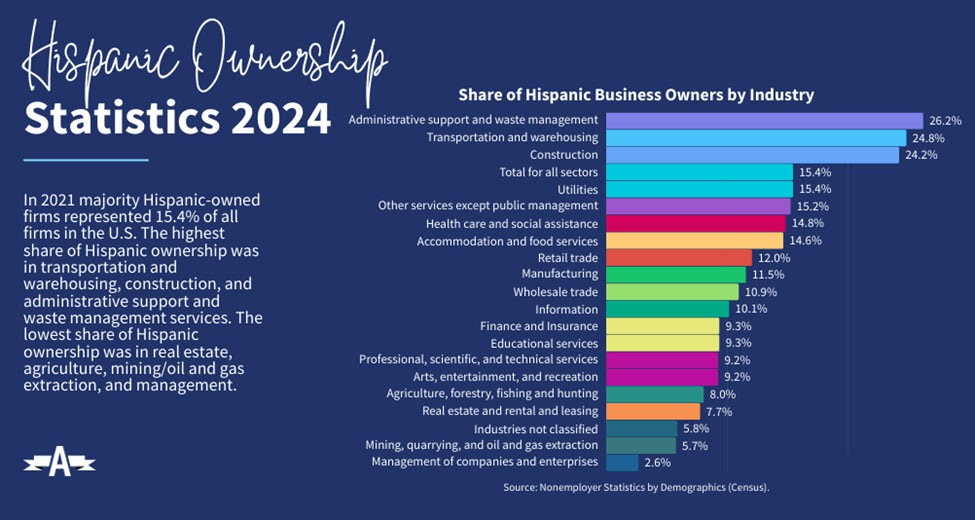 Hispanic Ownership
Statistics 2024
In 2021 majority Hispanic-owned
firms represented 15.4% of all
firms in the U.S. The highest
share of Hispanic ownership was
in transportation and
warehousing, construction, and
administrative support and
waste management services. The
lowest share of Hispanic
ownership was in real estate,
agriculture, mining/oil and gas
extraction, and management.
A
Share of Hispanic Business Owners by Industry
Administrative support and waste management 26.2%
Transportation and warehousing 24.8%
Construction 24.2%
Total for all sectors 15.4%
Utilities 15.4%
Other services except public management 15.2%
Health care and social assistance 14.8%
Accommodation and food services 14.6%
Retail trade 12.0%
Manufacturing 11.5%
Wholesale trade 10.9%
Information 10.1%
Finance and Insurance 9.3%
Educational services 9.3%
Professional, scientific, and technical services 9.2%
Arts, entertainment, and recreation 9.2%
Agriculture, forestry, fishing and hunting 8.0%
Real estate and rental and leasing 7.7%
Industries not classified 5.8%
Mining, quarrying, and oil and gas extraction 5.7%
Management of companies and enterprises 2.6%
Source: Nonemployer Statistics by Demographics (Census).